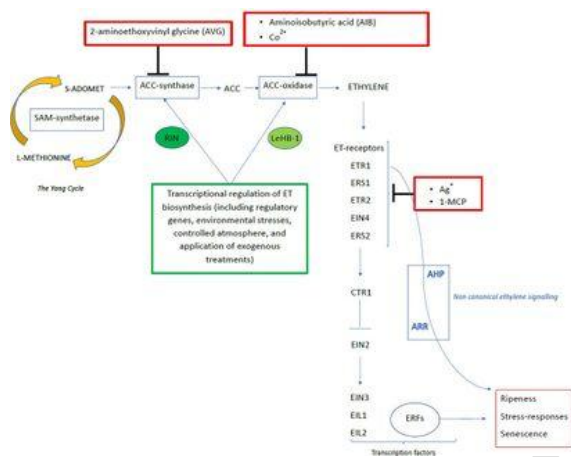 2-aminoethoxyvinyl glycine (AVG)
• Aminoisobutyric acid (AIB)
• Co2+
S-ADOMET
ACC-synthase
ACC
ACC-oxidase
ETHYLENE
SAM-synthetase
L-METHIONINE
The Yang Cycle
RIN
LeHB-1
Transcriptional regulation of ET
biosynthesis (including regulatory
genes, environmental stresses,
controlled atmosphere, and
application of exogenous
treatments)
ET-receptors
ETR1
ERS1
ETR2
EIN4
ERS2
• Ag+
• 1-MCP
CTR1
AHP
ARR
Non canonical ethylene signalling
EIN2
EIN3
EIL1
EIL2
ERFs
Transcription factors
Ripeness
Stress-responses
Senescence